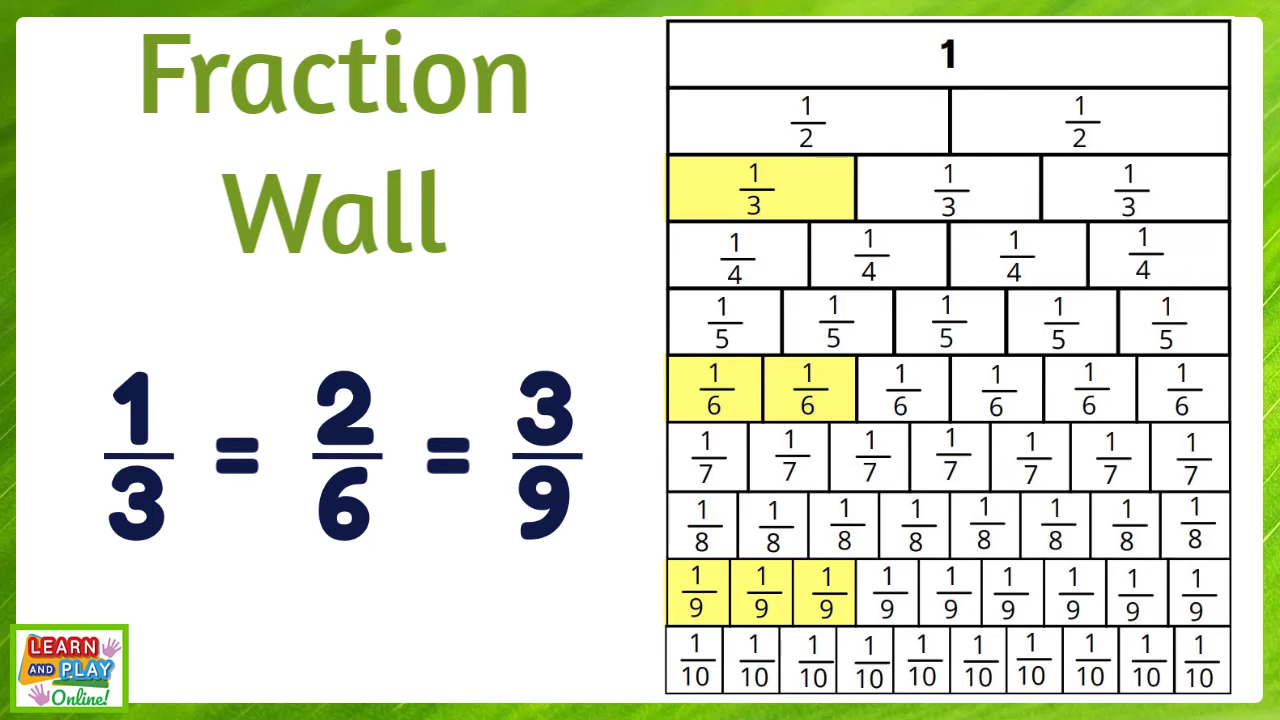 Fraction
Wall
1/3 = 2/6 = 3/9
1
1/2 1/2
1/3 1/3 1/3
1/4 1/4 1/4 1/4
1/5 1/5 1/5 1/5 1/5
1/6 1/6 1/6 1/6 1/6 1/6
1/7 1/7 1/7 1/7 1/7 1/7 1/7
1/8 1/8 1/8 1/8 1/8 1/8 1/8 1/8
1/9 1/9 1/9 1/9 1/9 1/9 1/9 1/9 1/9
1/10 1/10 1/10 1/10 1/10 1/10 1/10 1/10 1/10 1/10
LEARN
AND PLAY
Online!